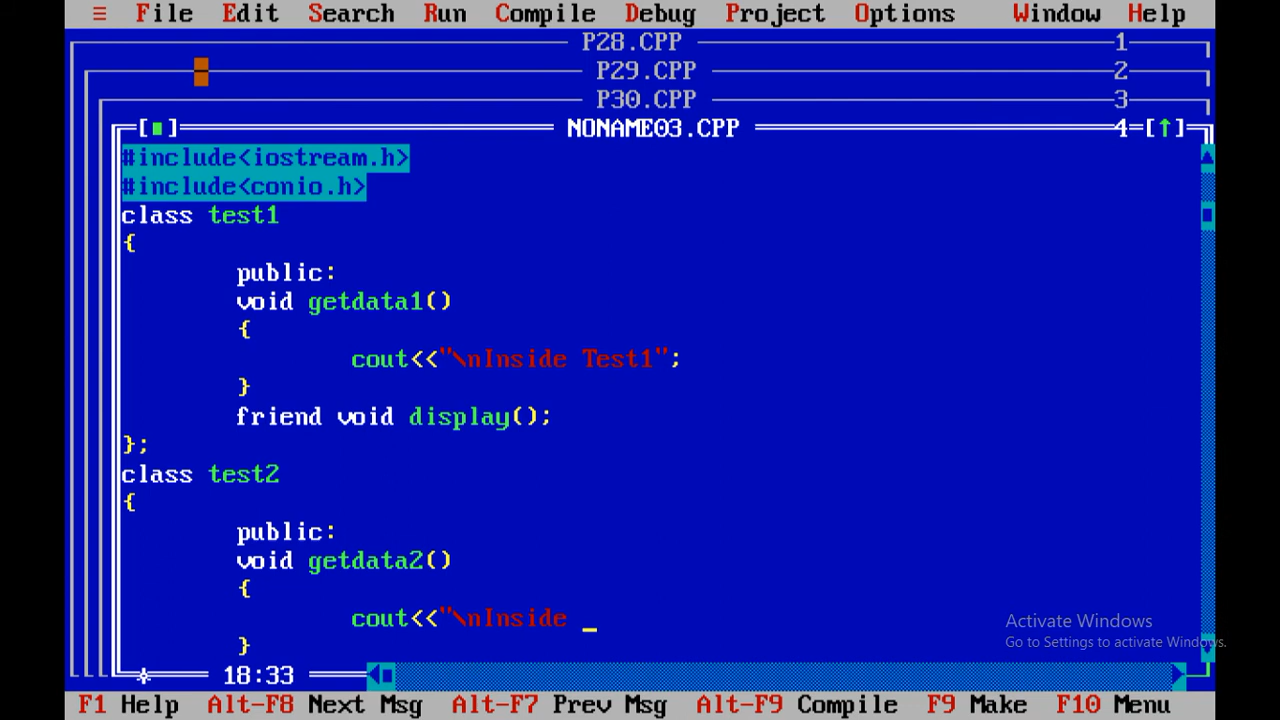 ≡ File Edit Search Run Compile Debug Project Options Window Help
P28.CPP 1
P29.CPP 2
P30.CPP 3
[■] NONAME03.CPP 4=[↑]
#include<iostream.h>
#include<conio.h>
class test1
{
public:
void getdata1()
{
cout<<"\nInside Test1";
}
friend void display();
};
class test2
{
public:
void getdata2()
{
cout<<"\nInside _
}
Activate Windows
Go to Settings to activate Windows.
18:33
F1 Help Alt-F8 Next Msg Alt-F7 Prev Msg Alt-F9 Compile F9 Make F10 Menu